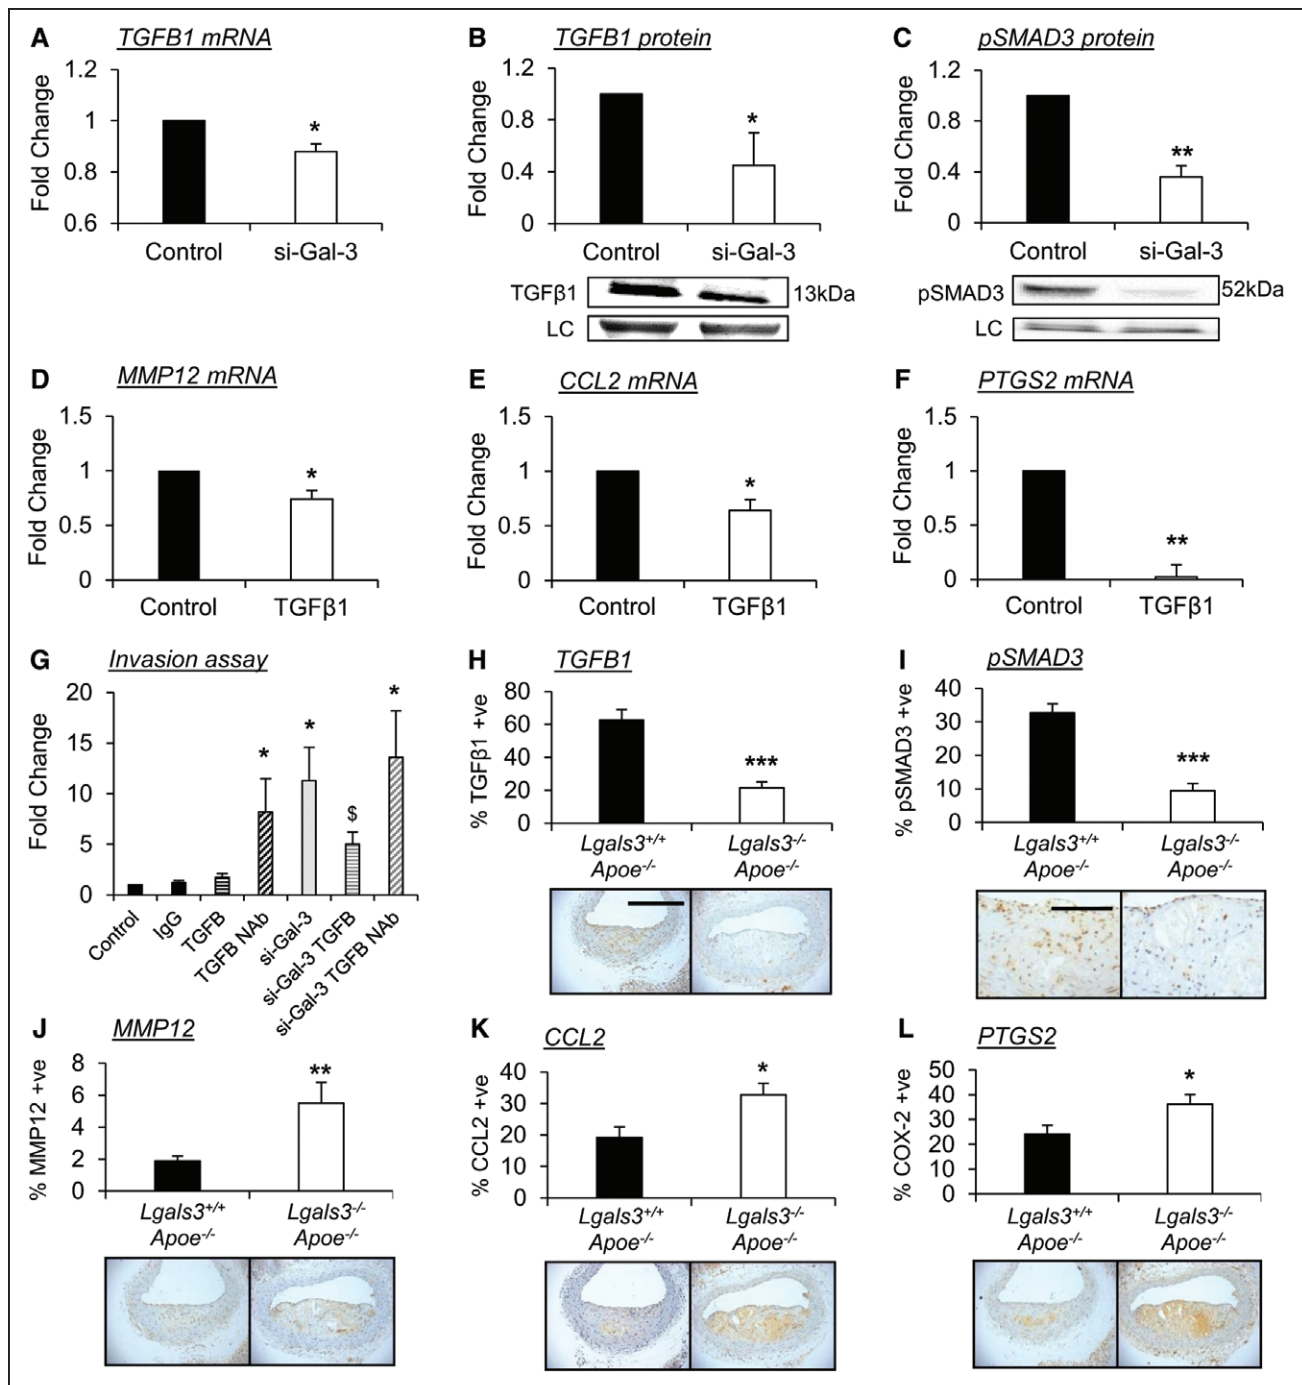 A TGFB1 mRNA
Fold Change
1.2
1
0.8
0.6
*
Control si-Gal-3
B TGFB1 protein
Fold Change
1.2
0.8
0.4
0
*
Control si-Gal-3
TGFβ1 13kDa
LC
C pSMAD3 protein
Fold Change
1.2
0.8
0.4
0
**
Control si-Gal-3
pSMAD3 52kDa
LC
D MMP12 mRNA
Fold Change
1.5
1
0.5
0
*
Control TGFβ1
E CCL2 mRNA
Fold Change
1.5
1
0.5
0
*
Control TGFβ1
F PTGS2 mRNA
Fold Change
1.5
1
0.5
0
**
Control TGFβ1
G Invasion assay
Fold Change
20
15
10
5
0
* * $ *
Control
IgG
TGFB
TGFB NAb
si-Gal-3
si-Gal-3 TGFB
si-Gal-3 TGFB NAb
H TGFB1
% TGFβ1 +ve
80
60
40
20
0
***
Lgals3+/+ Lgals3-/-
Apoe-/- Apoe-/-
I pSMAD3
% pSMAD3 +ve
40
30
20
10
0
***
Lgals3+/+ Lgals3-/-
Apoe-/- Apoe-/-
J MMP12
% MMP12 +ve
8
6
4
2
0
**
Lgals3+/+ Lgals3-/-
Apoe-/- Apoe-/-
K CCL2
% CCL2 +ve
40
30
20
10
0
*
Lgals3+/+ Lgals3-/-
Apoe-/- Apoe-/-
L PTGS2
% COX-2 +ve
50
40
30
20
10
0
*
Lgals3+/+ Lgals3-/-
Apoe-/- Apoe-/-